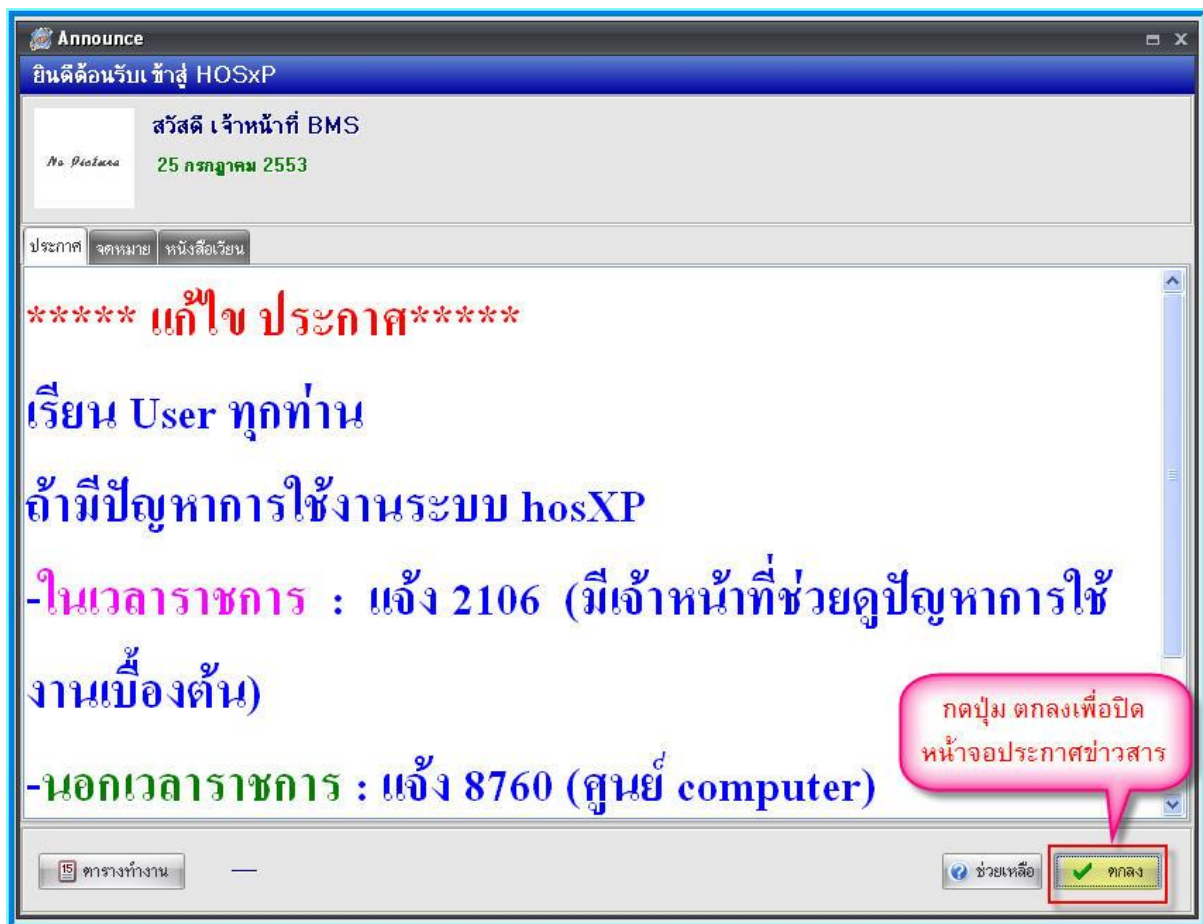 Announce
ยินดีต้อนรับเข้าสู่ HOSxP
No Picture
สวัสดี เจ้าหน้าที่ BMS
25 กรกฎาคม 2553
ประกาศ จดหมาย หนังสือเวียน
***** แก้ไข ประกาศ*****
เรียน User ทุกท่าน
ถ้ามีปัญหาการใช้งานระบบ hosXP
-ในเวลาราชการ : แจ้ง 2106 (มีเจ้าหน้าที่ช่วยดูปัญหาการใช้
งานเบื้องต้น)
-นอกเวลาราชการ : แจ้ง 8760 (ศูนย์ computer)
กดปุ่ม ตกลงเพื่อปิด
หน้าจอประกาศข่าวสาร
15 ตารางทำงาน — ช่วยเหลือ ตกลง